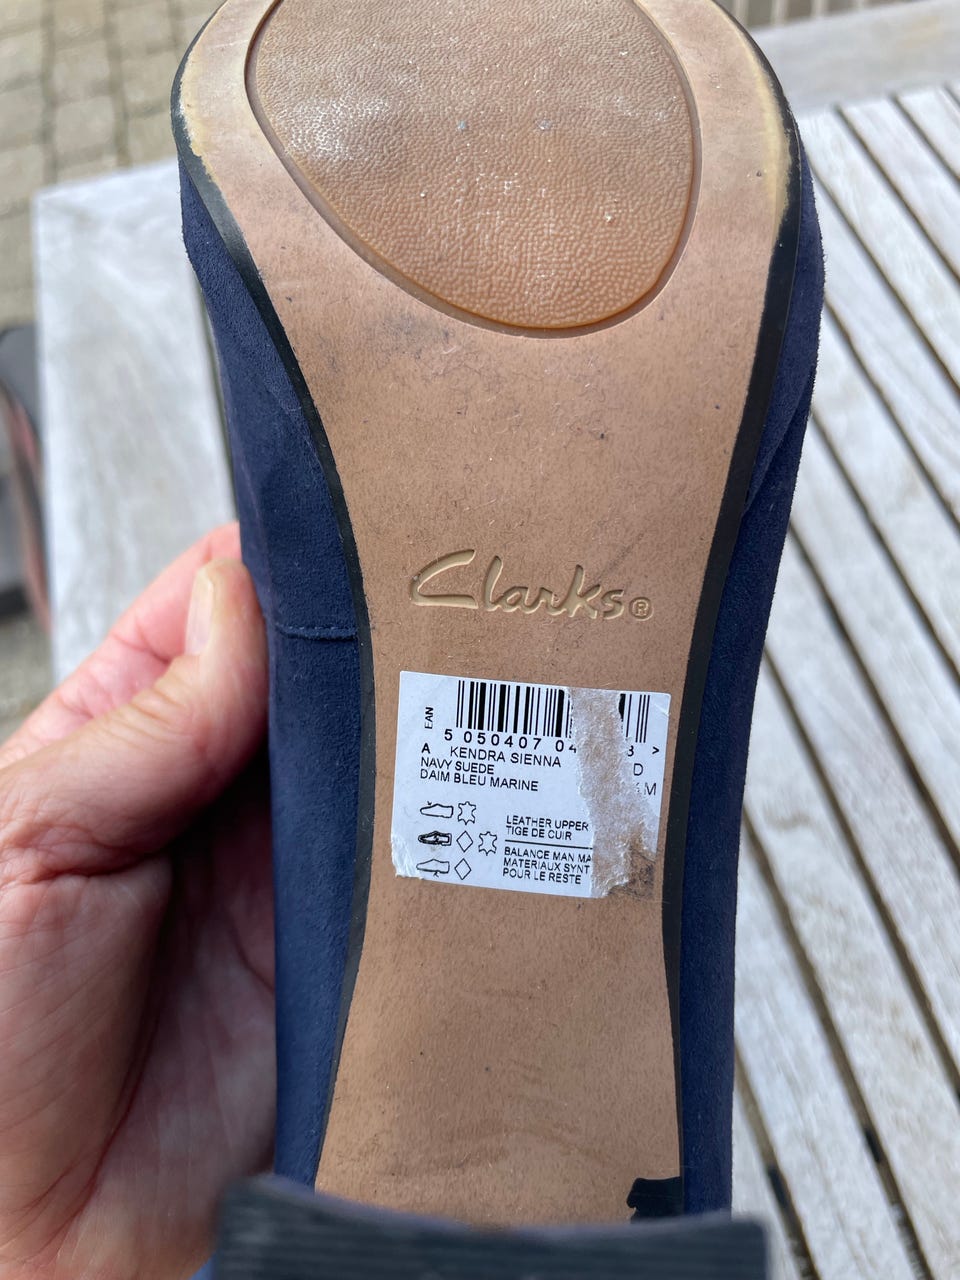 Clarks®
EAN
5 050407 04 3 >
A KENDRA SIENNA D
NAVY SUEDE M
DAIM BLEU MARINE
LEATHER UPPER
TIGE DE CUIR
BALANCE MAN MA
MATERIAUX SYNT
POUR LE RESTE